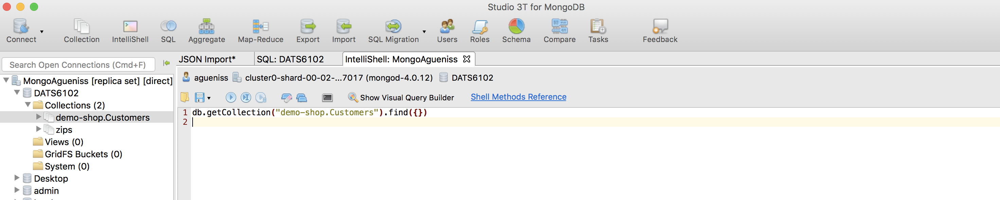 Studio 3T for MongoDB
Connect Collection IntelliShell SQL Aggregate Map-Reduce Export Import SQL Migration Users Roles Schema Compare Tasks Feedback
Search Open Connections (Cmd+F)
JSON Import* SQL: DATS6102 IntelliShell: MongoAgueniss
MongoAgueniss [replica set] [direct]
DATS6102
Collections (2)
demo-shop.Customers
zips
Views (0)
GridFS Buckets (0)
System (0)
Desktop
admin
agueniss cluster0-shard-00-02-...7017 (mongod-4.0.12) DATS6102
Show Visual Query Builder Shell Methods Reference
1 db.getCollection("demo-shop.Customers").find({})
2